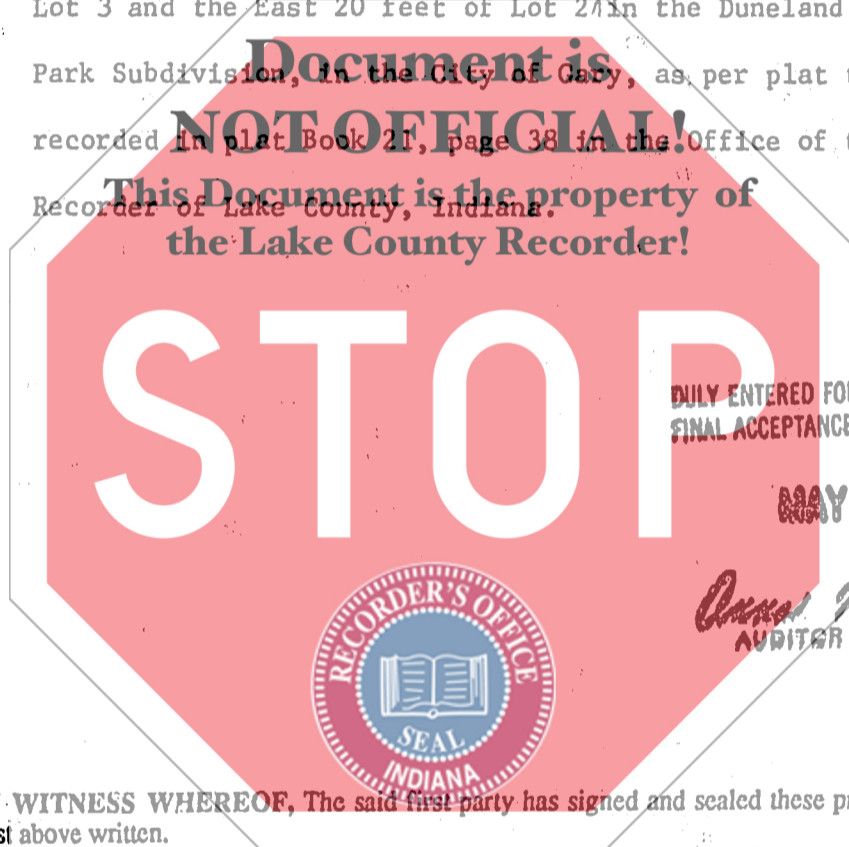 Lot 3 and the East 20 feet of Lot in the Duneland
Document is
Park Subdivision, in the City of Gary, as per plat
NOT OFFICIAL!
recorded in plat Book 21, page 38 in the Office of
This Document is the property of
Recorder of Lake County, Indiana.
the Lake County Recorder!
STOP
DULY ENTERED FO
FINAL ACCEPTANCE
MAY
AUDITOR
RECORDER'S OFFICE
SEAL
INDIANA
WITNESS WHEREOF, The said first party has signed and sealed these p
st above written.